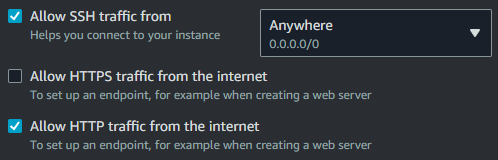 Allow SSH traffic from
Helps you connect to your instance
Anywhere
0.0.0.0/0
Allow HTTPS traffic from the internet
To set up an endpoint, for example when creating a web server
Allow HTTP traffic from the internet
To set up an endpoint, for example when creating a web server